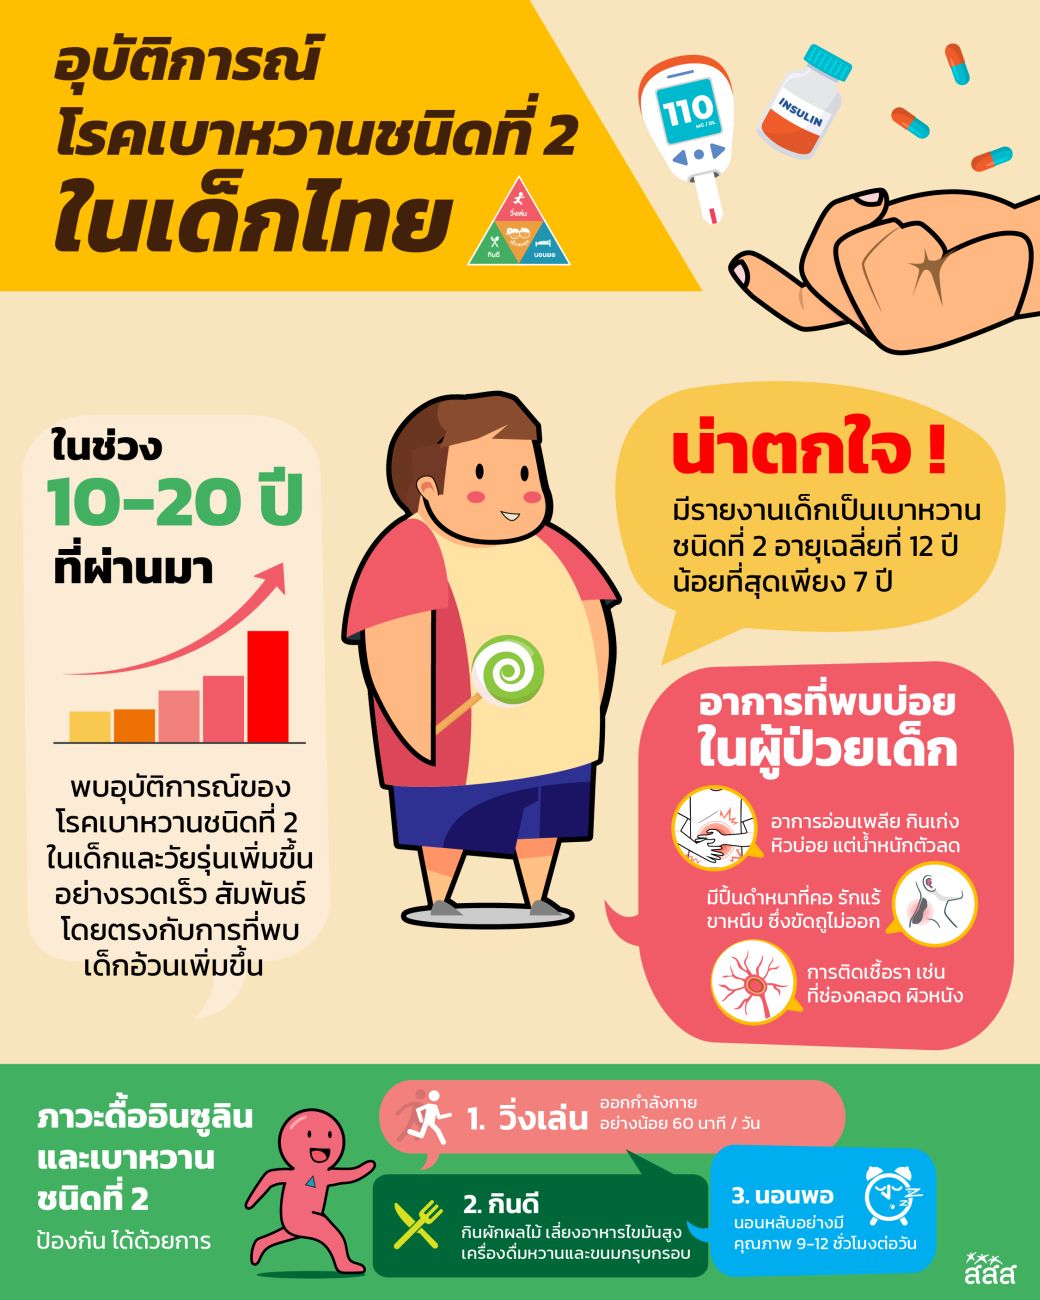 อุบัติการณ์
โรคเบาหวานชนิดที่ 2
ในเด็กไทย
วิ่งเล่น
กินดี
นอนพอ
110
MG / DL
INSULIN
ในช่วง
10-20 ปี
ที่ผ่านมา
พบอุบัติการณ์ของ
โรคเบาหวานชนิดที่ 2
ในเด็กและวัยรุ่นเพิ่มขึ้น
อย่างรวดเร็ว สัมพันธ์
โดยตรงกับการที่พบ
เด็กอ้วนเพิ่มขึ้น
น่าตกใจ !
มีรายงานเด็กเป็นเบาหวาน
ชนิดที่ 2 อายุเฉลี่ยที่ 12 ปี
น้อยที่สุดเพียง 7 ปี
อาการที่พบบ่อย
ในผู้ป่วยเด็ก
อาการอ่อนเพลีย กินเก่ง
หิวบ่อย แต่น้ำหนักตัวลด
มีปื้นดำหนาที่คอ รักแร้
ขาหนีบ ซึ่งขัดถูไม่ออก
การติดเชื้อรา เช่น
ที่ช่องคลอด ผิวหนัง
ภาวะดื้ออินซูลิน
และเบาหวาน
ชนิดที่ 2
ป้องกัน ได้ด้วยการ
1. วิ่งเล่น
ออกกำลังกาย
อย่างน้อย 60 นาที / วัน
2. กินดี
กินผักผลไม้ เลี่ยงอาหารไขมันสูง
เครื่องดื่มหวานและขนมกรุบกรอบ
3. นอนพอ
นอนหลับอย่างมี
คุณภาพ 9-12 ชั่วโมงต่อวัน
สสส